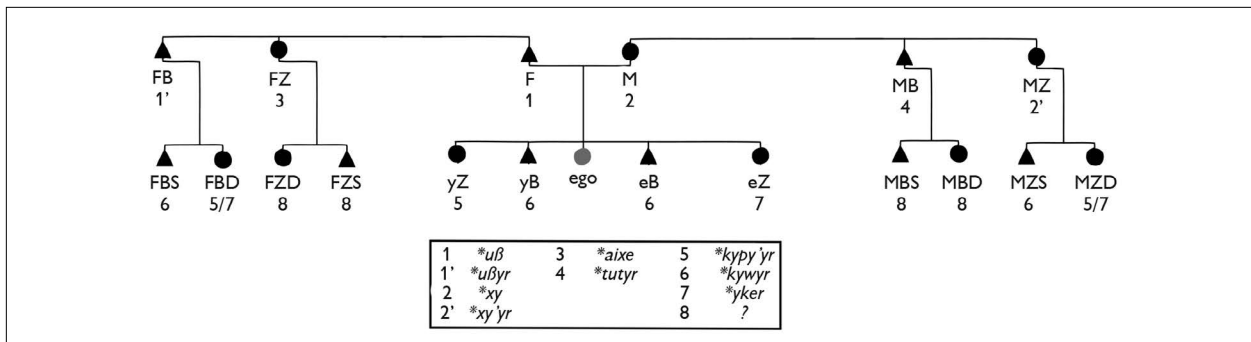 FB FZ F M MB MZ
1' 3 1 2 4 2'
FBS FBD FZD FZS yZ yB ego eB eZ MBS MBD MZS MZD
6 5/7 8 8 5 6 6 7 8 8 6 5/7
1 *uß 3 *aixe 5 *kypy'yr
1' *ußyr 4 *tutyr 6 *kywyr
2 *xy 7 *yker
2' *xy'yr 8 ?